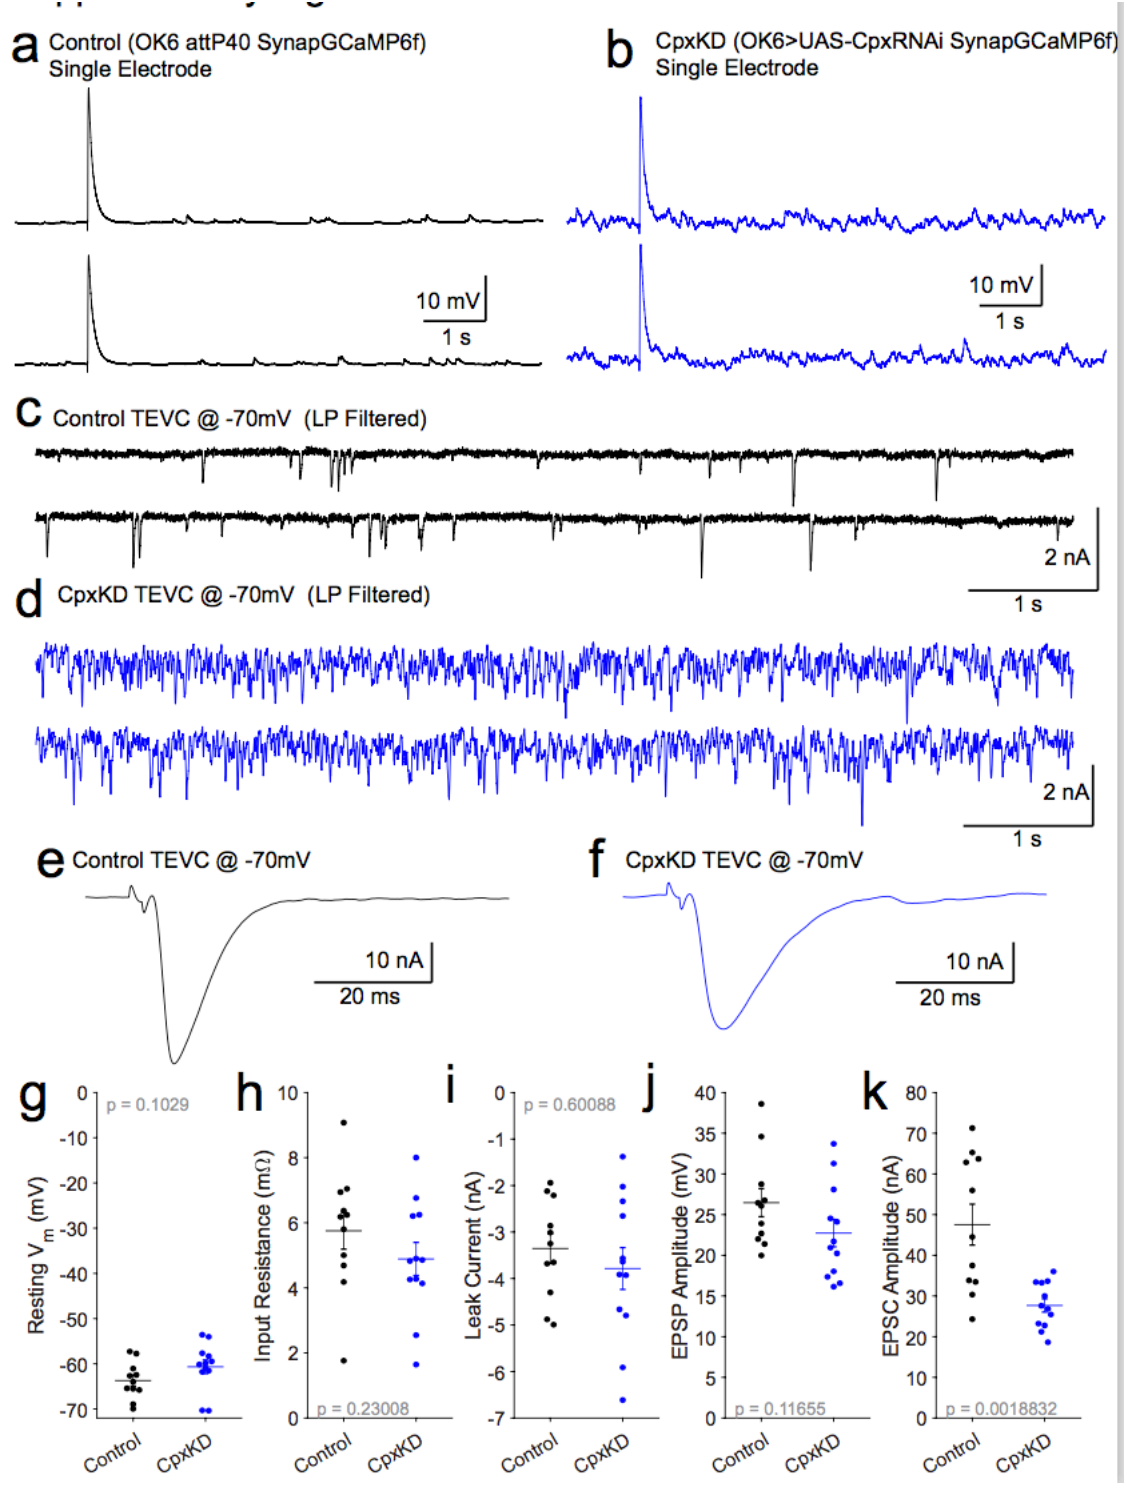 a Control (OK6 attP40 SynapGCaMP6f)
Single Electrode
b CpxKD (OK6>UAS-CpxRNAi SynapGCaMP6f)
Single Electrode
10 mV
1 s
10 mV
1 s
c Control TEVC @ -70mV (LP Filtered)
2 nA
1 s
d CpxKD TEVC @ -70mV (LP Filtered)
2 nA
1 s
e Control TEVC @ -70mV
10 nA
20 ms
f CpxKD TEVC @ -70mV
10 nA
20 ms
g
p = 0.1029
Resting Vm (mV)
0
-10
-20
-30
-40
-50
-60
-70
Control
CpxKD
h
Input Resistance (mΩ)
10
8
6
4
2
0
p = 0.23008
Control
CpxKD
i
p = 0.60088
Leak Current (nA)
0
-1
-2
-3
-4
-5
-6
-7
Control
CpxKD
j
EPSP Amplitude (mV)
40
35
30
25
20
15
10
5
0
p = 0.11655
Control
CpxKD
k
EPSC Amplitude (nA)
80
70
60
50
40
30
20
10
0
p = 0.0018832
Control
CpxKD